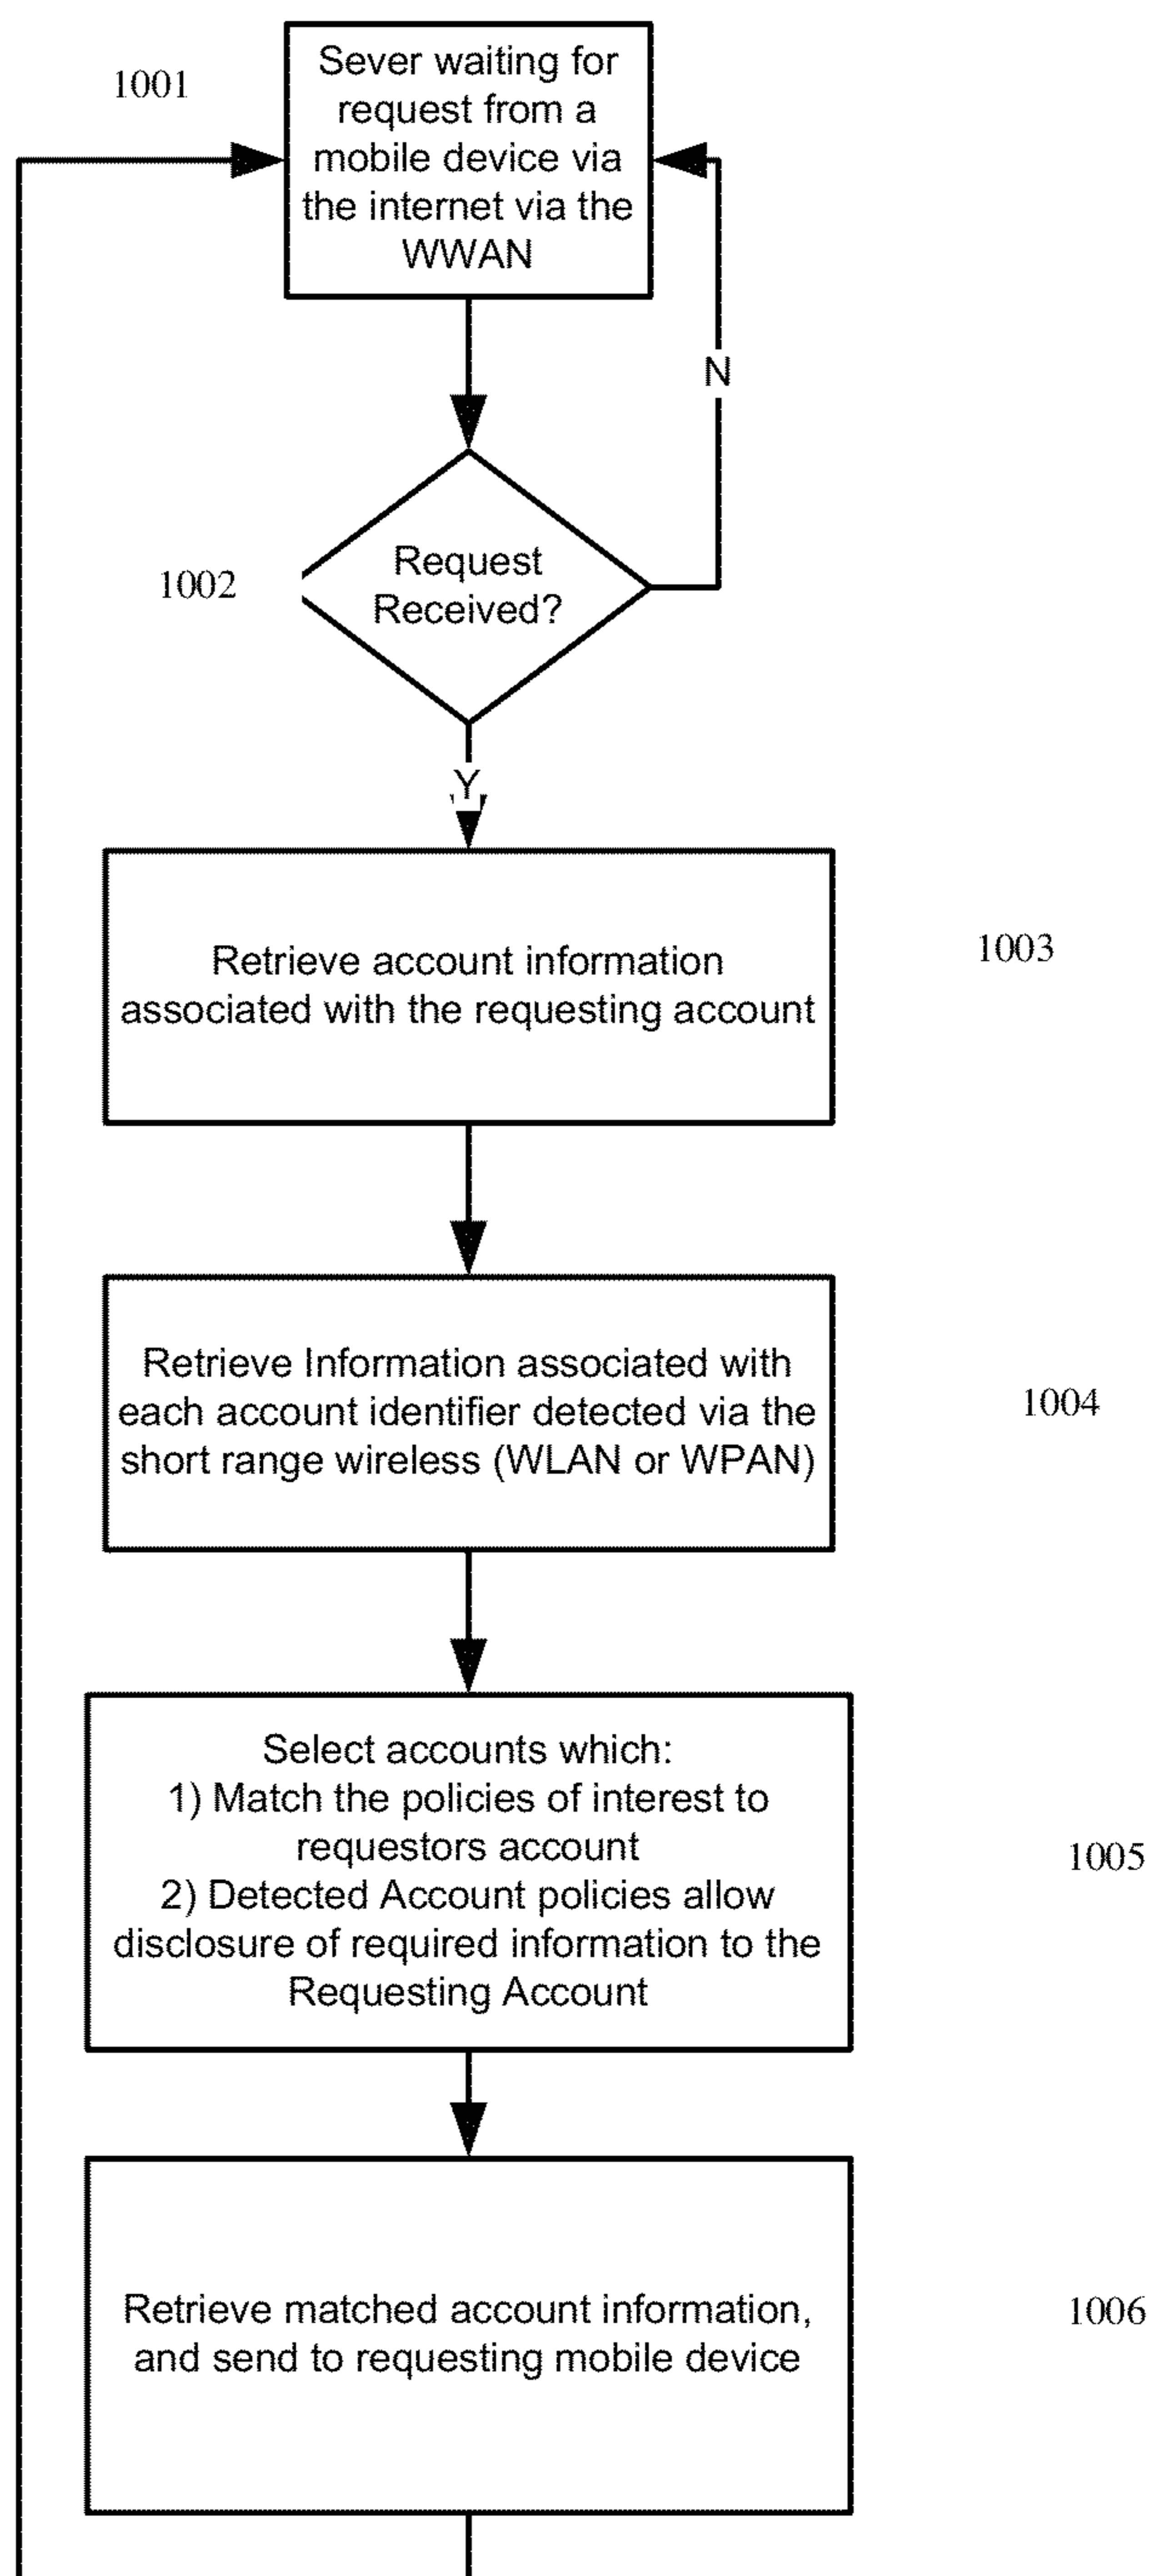 1001
Sever waiting for
request from a
mobile device via
the internet via the
WWAN
N
1002
Request
Received?
Y
Retrieve account information
associated with the requesting account
1003
Retrieve Information associated with
each account identifier detected via the
short range wireless (WLAN or WPAN)
1004
Select accounts which:
1) Match the policies of interest to
requestors account
2) Detected Account policies allow
disclosure of required information to the
Requesting Account
1005
Retrieve matched account information,
and send to requesting mobile device
1006